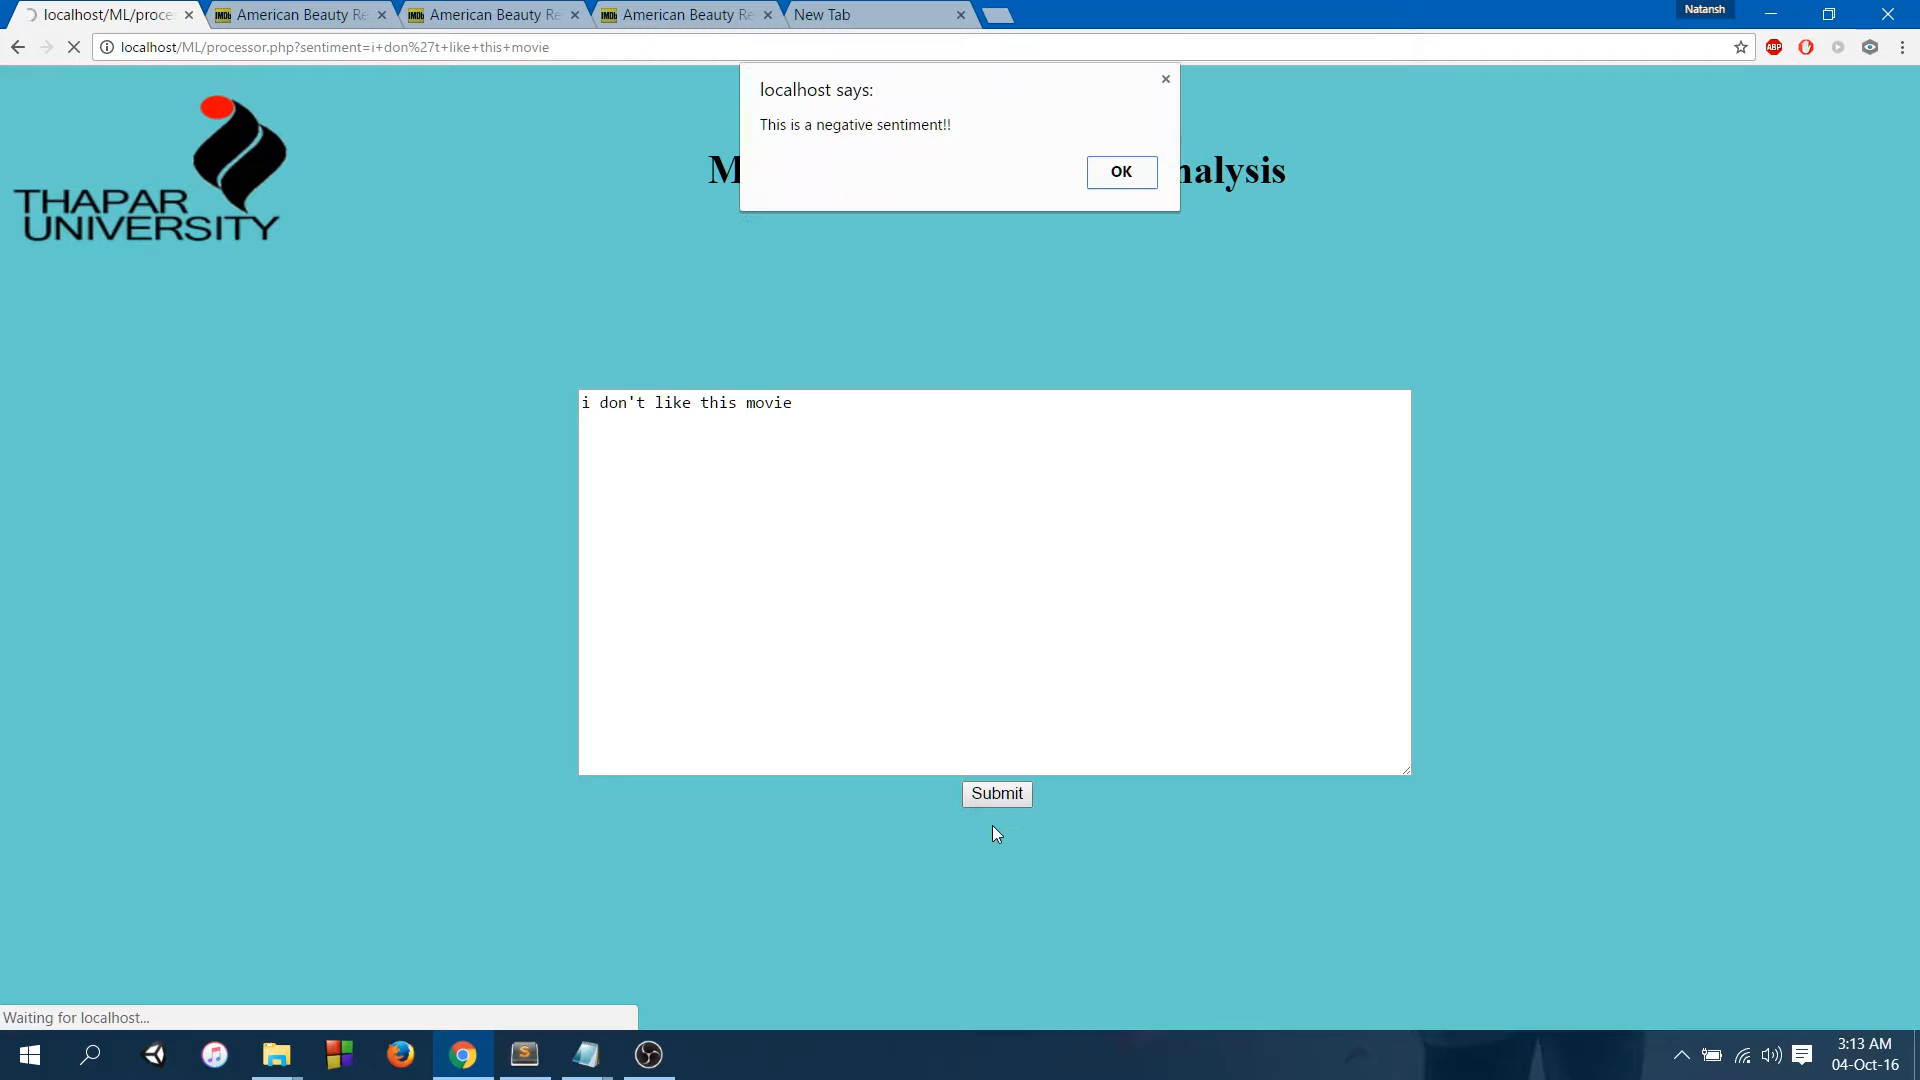 localhost/ML/proce
American Beauty Re
American Beauty Re
American Beauty Re
New Tab
Natansh
localhost/ML/processor.php?sentiment=i+don%27t+like+this+movie
ABP
localhost says:
This is a negative sentiment!!
OK
THAPAR
UNIVERSITY
M nalysis
i don't like this movie
Submit
Waiting for localhost...
3:13 AM
04-Oct-16